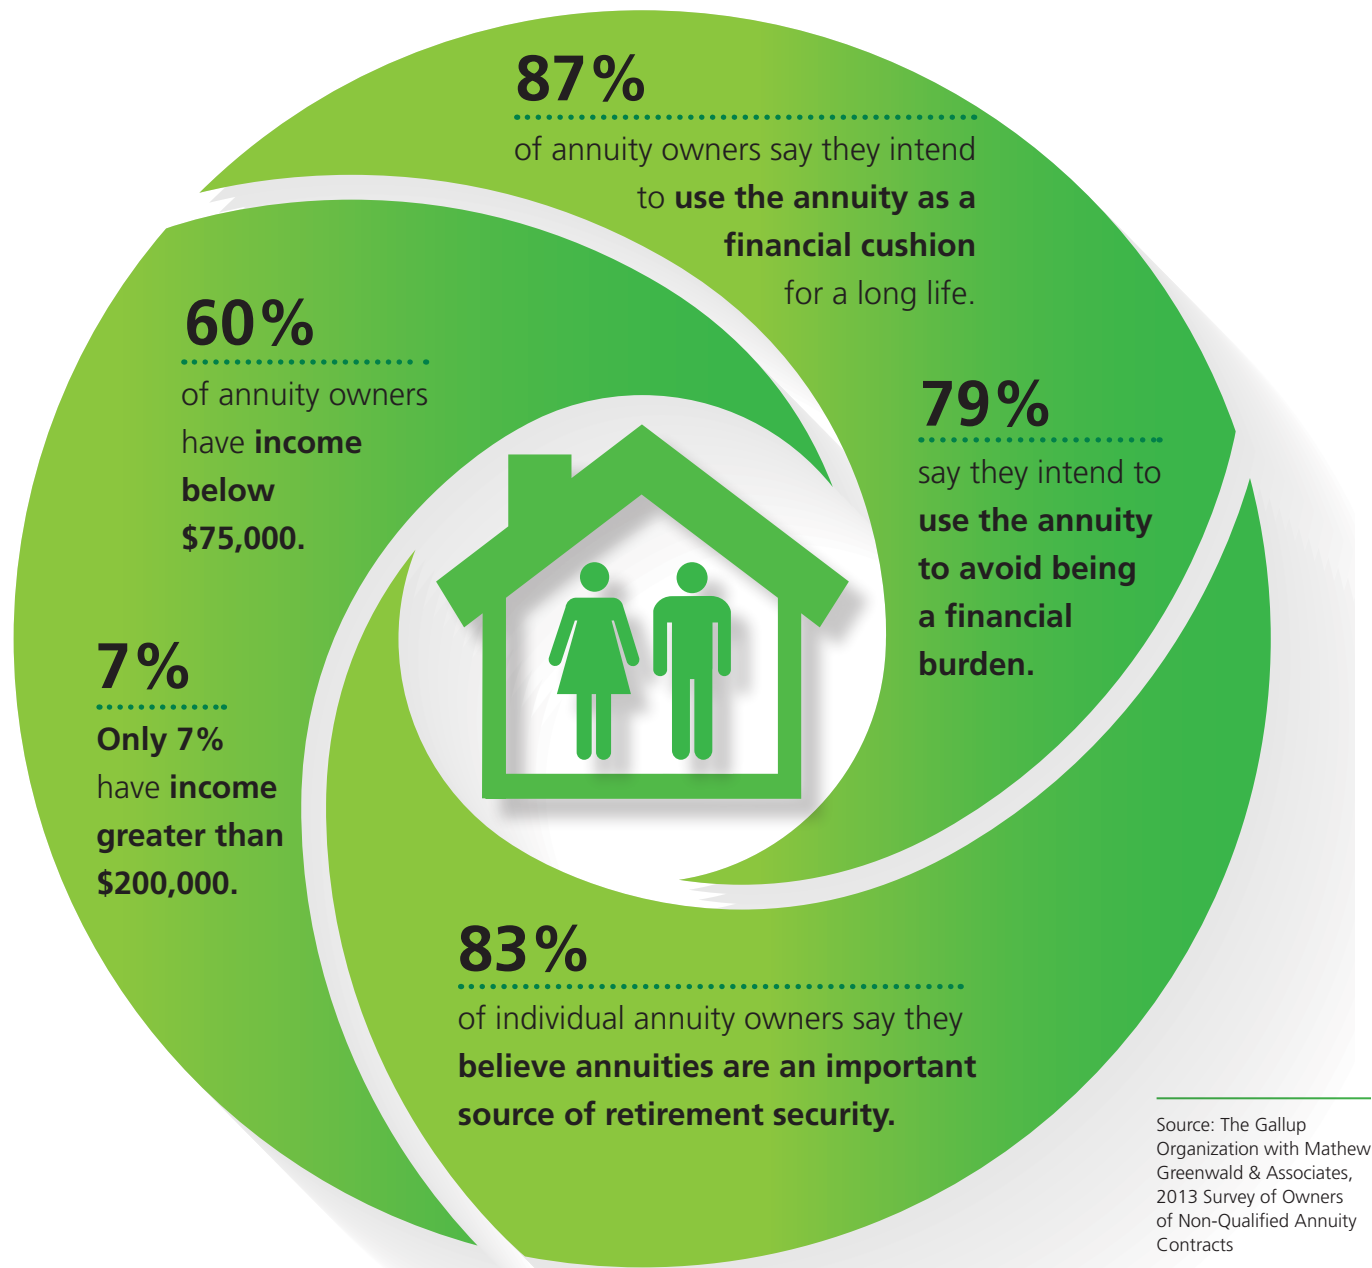 87%
of annuity owners say they intend
to use the annuity as a
financial cushion
for a long life.
60%
of annuity owners
have income
below
$75,000.
79%
say they intend to
use the annuity
to avoid being
a financial
burden.
7%
Only 7%
have income
greater than
$200,000.
83%
of individual annuity owners say they
believe annuities are an important
source of retirement security.
Source: The Gallup
Organization with Mathew
Greenwald & Associates,
2013 Survey of Owners
of Non-Qualified Annuity
Contracts